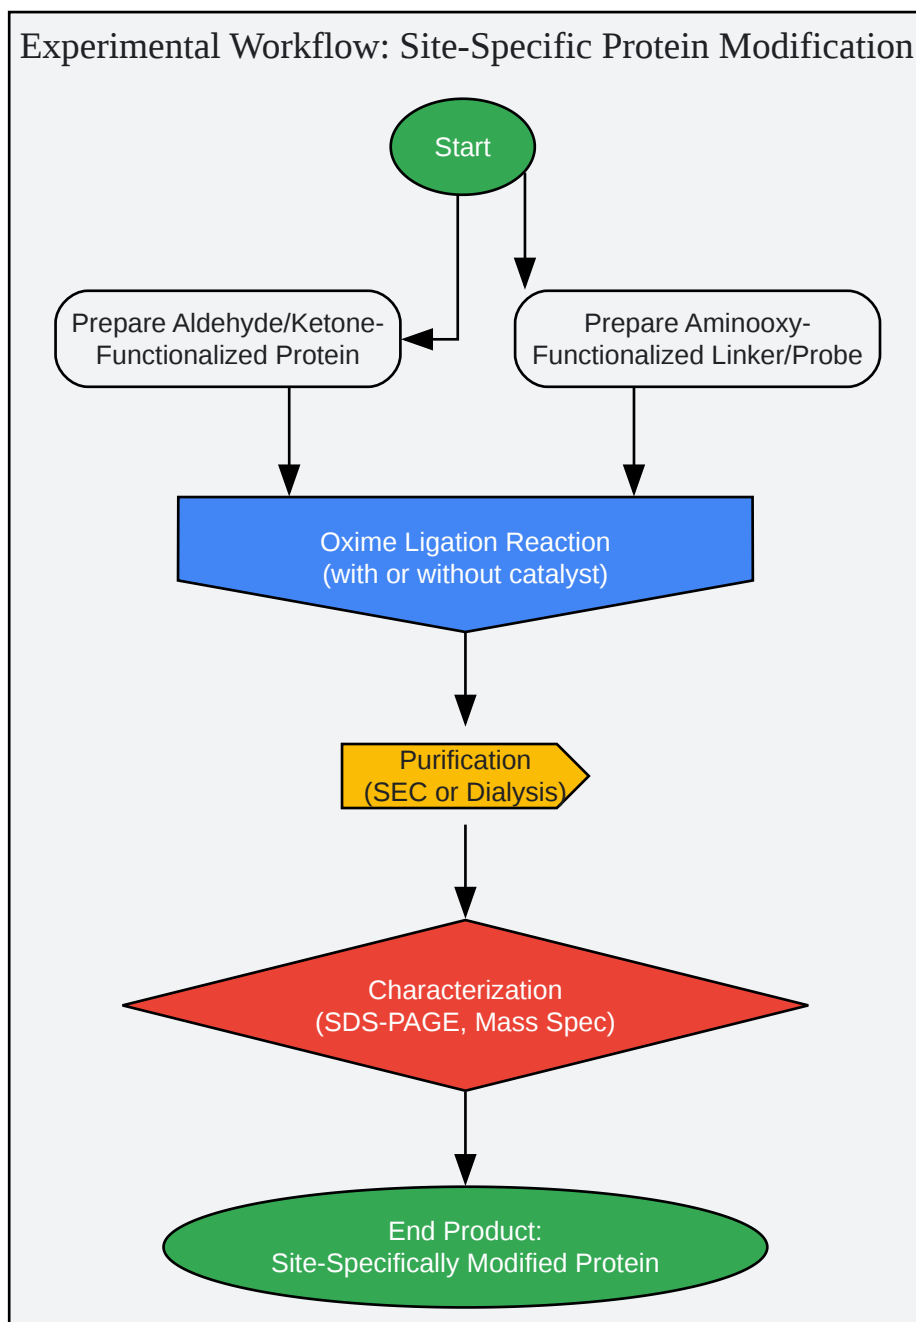 Experimental Workflow: Site-Specific Protein Modification
Start
Prepare Aldehyde/Ketone-
Functionalized Protein
Prepare Aminooxy-
Functionalized Linker/Probe
Oxime Ligation Reaction
(with or without catalyst)
Purification
(SEC or Dialysis)
Characterization
(SDS-PAGE, Mass Spec)
End Product:
Site-Specifically Modified Protein